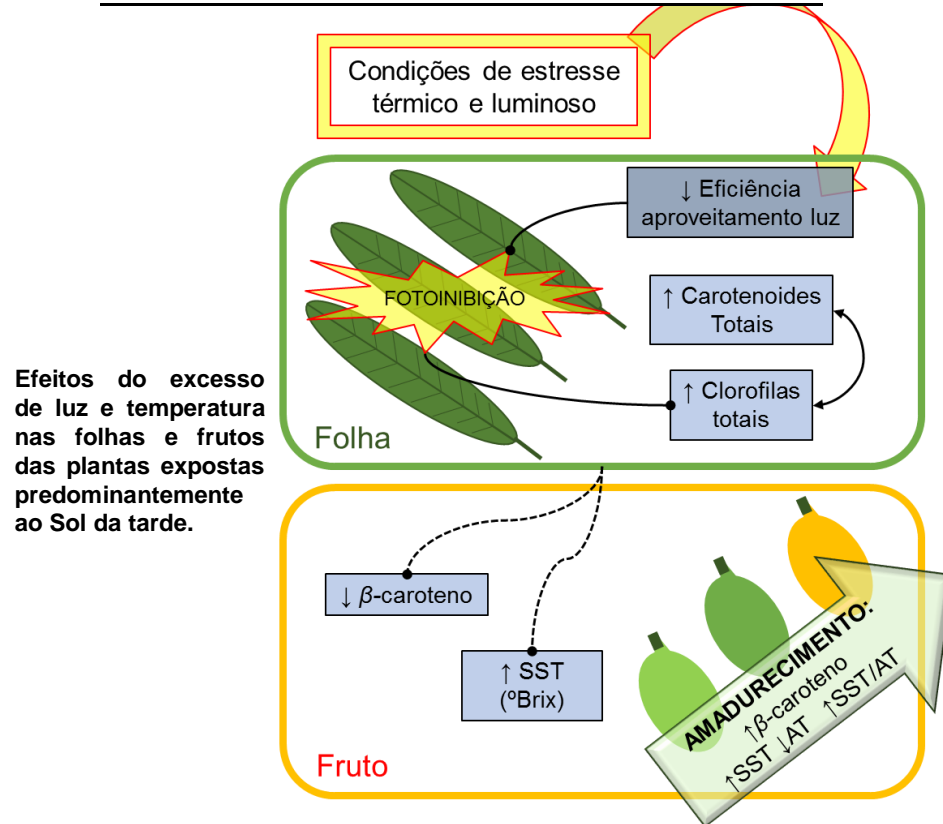 Condições de estresse
térmico e luminoso
↓ Eficiência
aproveitamento luz
FOTOINIBIÇÃO
↑ Carotenoides
Totais
↑ Clorofilas
totais
Folha
Efeitos do excesso
de luz e temperatura
nas folhas e frutos
das plantas expostas
predominantemente
ao Sol da tarde.
↓ β-caroteno
↑ SST
(ºBrix)
AMADURECIMENTO:
↑β-caroteno
↑SST ↓AT ↑SST/AT
Fruto